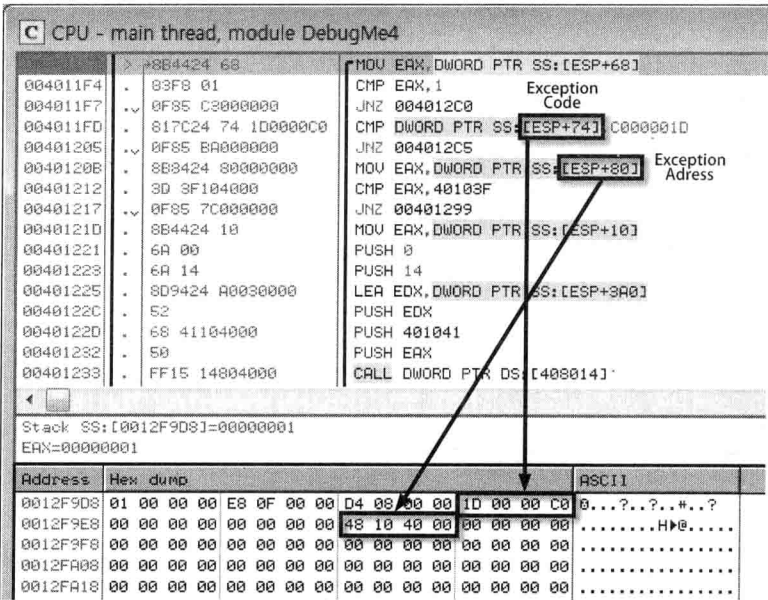 C CPU - main thread, module DebugMe4
> 8B4424 68 MOV EAX,DWORD PTR SS:[ESP+68]
004011F4 . 83F8 01 CMP EAX,1
Exception
Code
004011F7 .v 0F85 C3000000 JNZ 004012C0
004011FD . 817C24 74 1D0000C0 CMP DWORD PTR SS:[ESP+74],C000001D
00401205 .v 0F85 BA000000 JNZ 004012C5
0040120B . 8B8424 80000000 MOV EAX,DWORD PTR SS:[ESP+80]
Exception
Adress
00401212 . 3D 3F104000 CMP EAX,40103F
00401217 .v 0F85 7C000000 JNZ 00401299
0040121D . 8B4424 10 MOV EAX,DWORD PTR SS:[ESP+10]
00401221 . 6A 00 PUSH 0
00401223 . 6A 14 PUSH 14
00401225 . 8D9424 A0030000 LEA EDX,DWORD PTR SS:[ESP+3A0]
0040122C . 52 PUSH EDX
0040122D . 68 41104000 PUSH 401041
00401232 . 50 PUSH EAX
00401233 . FF15 14804000 CALL DWORD PTR DS:[408014]
Stack SS:[0012F9D8]=00000001
EAX=00000001
Address Hex dump ASCII
0012F9D8 01 00 00 00 E8 0F 00 00 D4 08 00 00 1D 00 00 C0 ...?..?..#..?
0012F9E8 00 00 00 00 00 00 00 00 48 10 40 00 00 00 00 00 ........H▶@.....
0012F9F8 00 00 00 00 00 00 00 00 00 00 00 00 00 00 00 00 ................
0012FA08 00 00 00 00 00 00 00 00 00 00 00 00 00 00 00 00 ................
0012FA18 00 00 00 00 00 00 00 00 00 00 00 00 00 00 00 00 ................